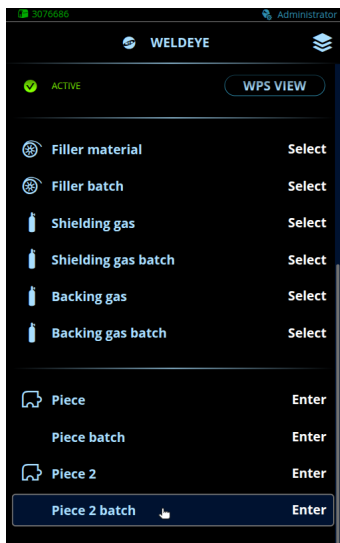 3076686 Administrator
WELDEYE
ACTIVE WPS VIEW
Filler material Select
Filler batch Select
Shielding gas Select
Shielding gas batch Select
Backing gas Select
Backing gas batch Select
Piece Enter
Piece batch Enter
Piece 2 Enter
Piece 2 batch Enter